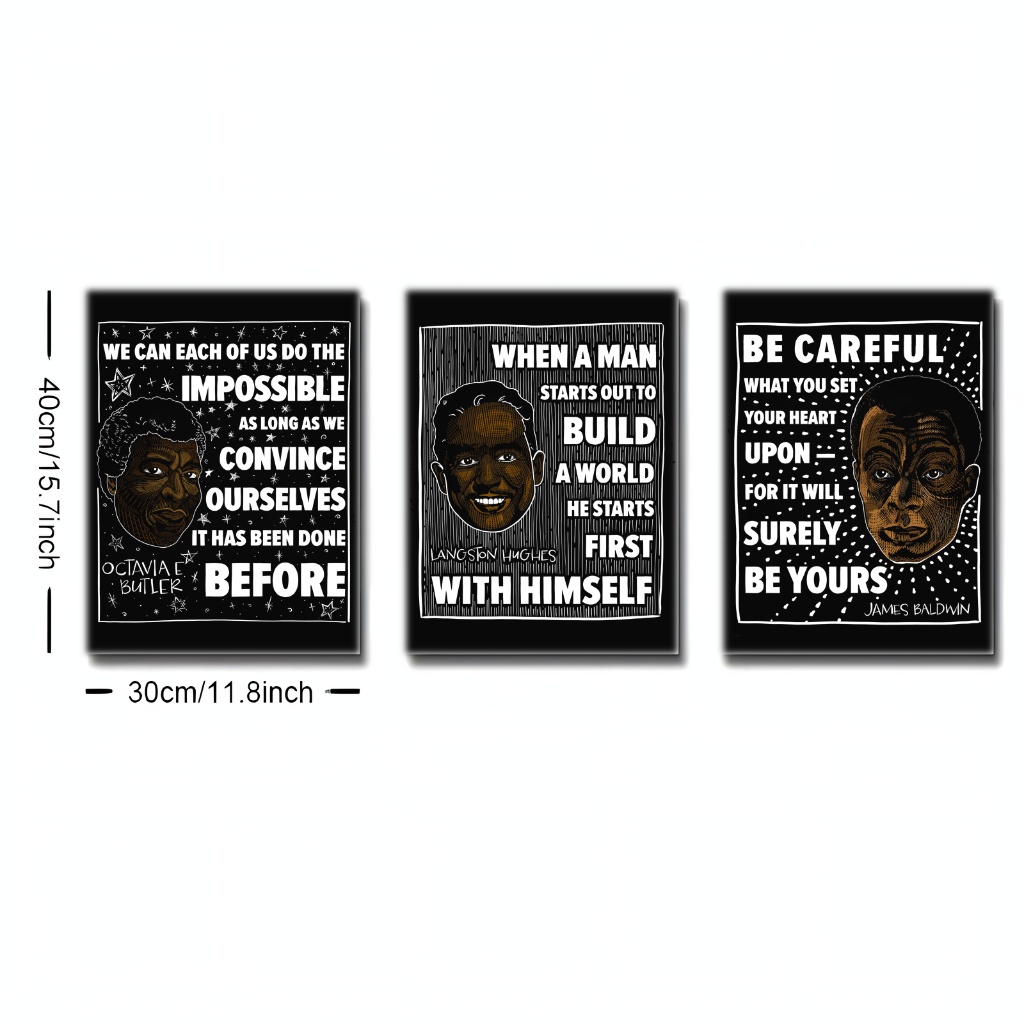 40cm/15.7inch
30cm/11.8inch
WE CAN EACH OF US DO THE
IMPOSSIBLE
AS LONG AS WE
CONVINCE
OURSELVES
IT HAS BEEN DONE
BEFORE
OCTAVIA E
BUTLER
WHEN A MAN
STARTS OUT TO
BUILD
A WORLD
HE STARTS
FIRST
WITH HIMSELF
LANGSTON HUGHES
BE CAREFUL
WHAT YOU SET
YOUR HEART
UPON —
FOR IT WILL
SURELY
BE YOURS
JAMES BALDWIN